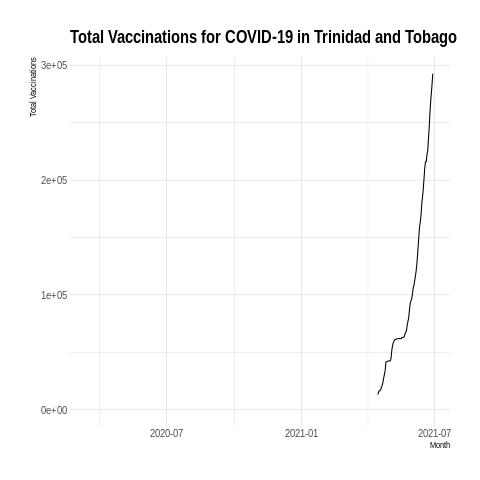 Total Vaccinations for COVID-19 in Trinidad and Tobago
Total Vaccinations
3e+05
2e+05
1e+05
0e+00
2020-07 2021-01 2021-07
Month